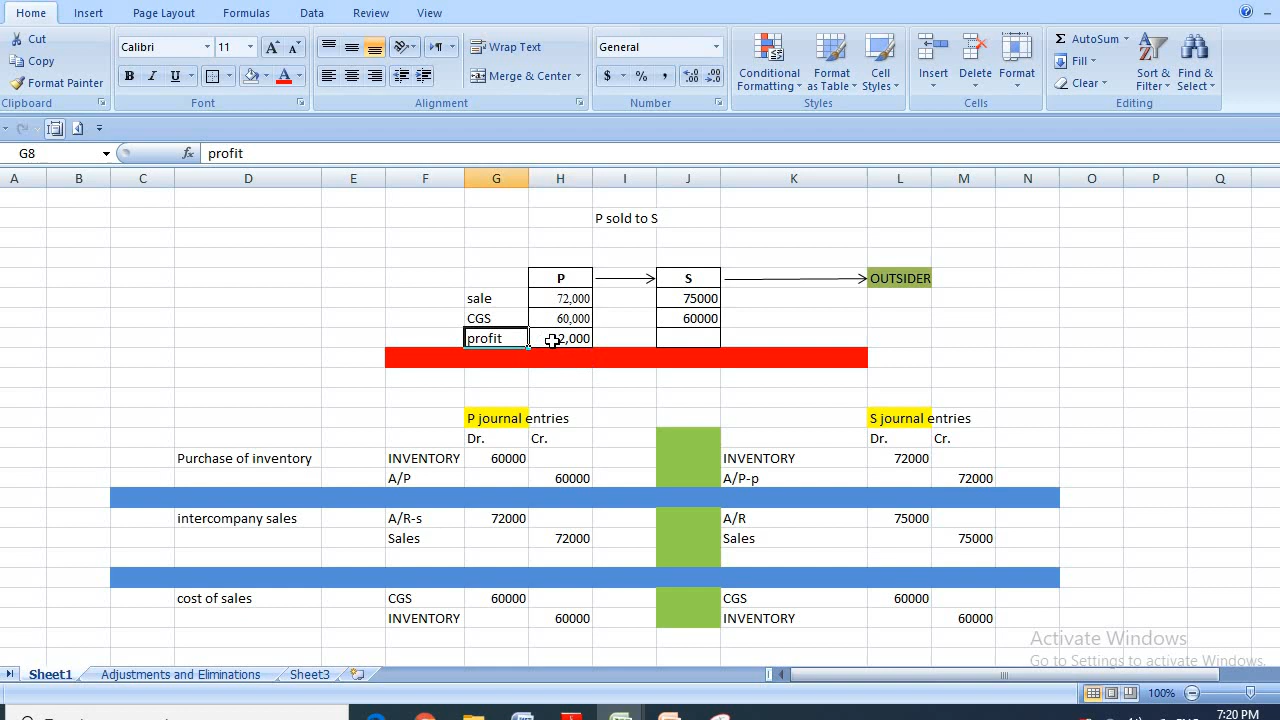 Home Insert Page Layout Formulas Data Review View
Cut
Copy
Format Painter
Clipboard
Calibri 11
B I U
Font
Wrap Text
Merge & Center
Alignment
General
$ % ,
Number
Conditional Formatting
Format as Table
Cell Styles
Styles
Insert Delete Format
Cells
AutoSum
Fill
Clear
Sort & Filter
Find & Select
Editing
G8 fx profit
A B C D E F G H I J K L M N O P Q
P sold to S
P S OUTSIDER
sale 72,000 75000
CGS 60,000 60000
profit 2,000
P journal entries S journal entries
Dr. Cr. Dr. Cr.
Purchase of inventory INVENTORY 60000 INVENTORY 72000
A/P 60000 A/P-p 72000
intercompany sales A/R-s 72000 A/R 75000
Sales 72000 Sales 75000
cost of sales CGS 60000 CGS 60000
INVENTORY 60000 INVENTORY 60000
Activate Windows
Go to Settings to activate Windows.
Sheet1 Adjustments and Eliminations Sheet3
100%
7:20 PM